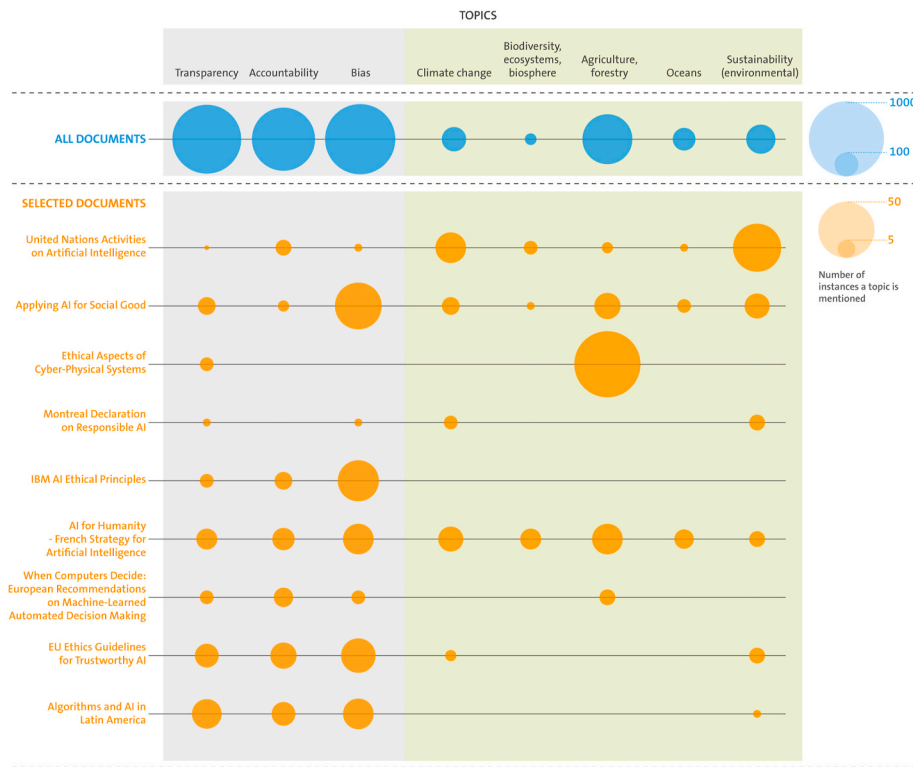 TOPICS
Biodiversity,
ecosystems,
biosphere
Agriculture,
forestry
Sustainability
(environmental)
Transparency
Accountability
Bias
Climate change
Oceans
ALL DOCUMENTS
1000
100
SELECTED DOCUMENTS
50
5
Number of
instances a topic is
mentioned
United Nations Activities
on Artificial Intelligence
Applying AI for Social Good
Ethical Aspects of
Cyber-Physical Systems
Montreal Declaration
on Responsible AI
IBM AI Ethical Principles
AI for Humanity
- French Strategy for
Artificial Intelligence
When Computers Decide:
European Recommendations
on Machine-Learned
Automated Decision Making
EU Ethics Guidelines
for Trustworthy AI
Algorithms and AI in
Latin America